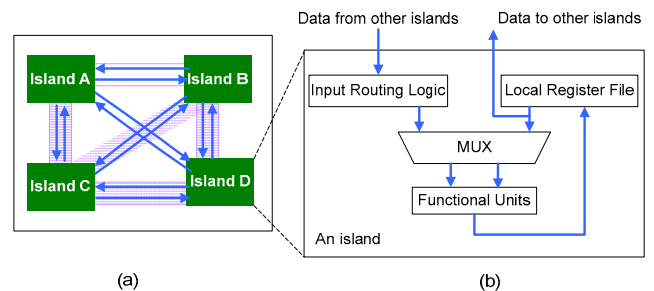 Data from other islands
Data to other islands
Island A
Island B
Island C
Island D
Input Routing Logic
Local Register File
MUX
Functional Units
An island
(a)
(b)